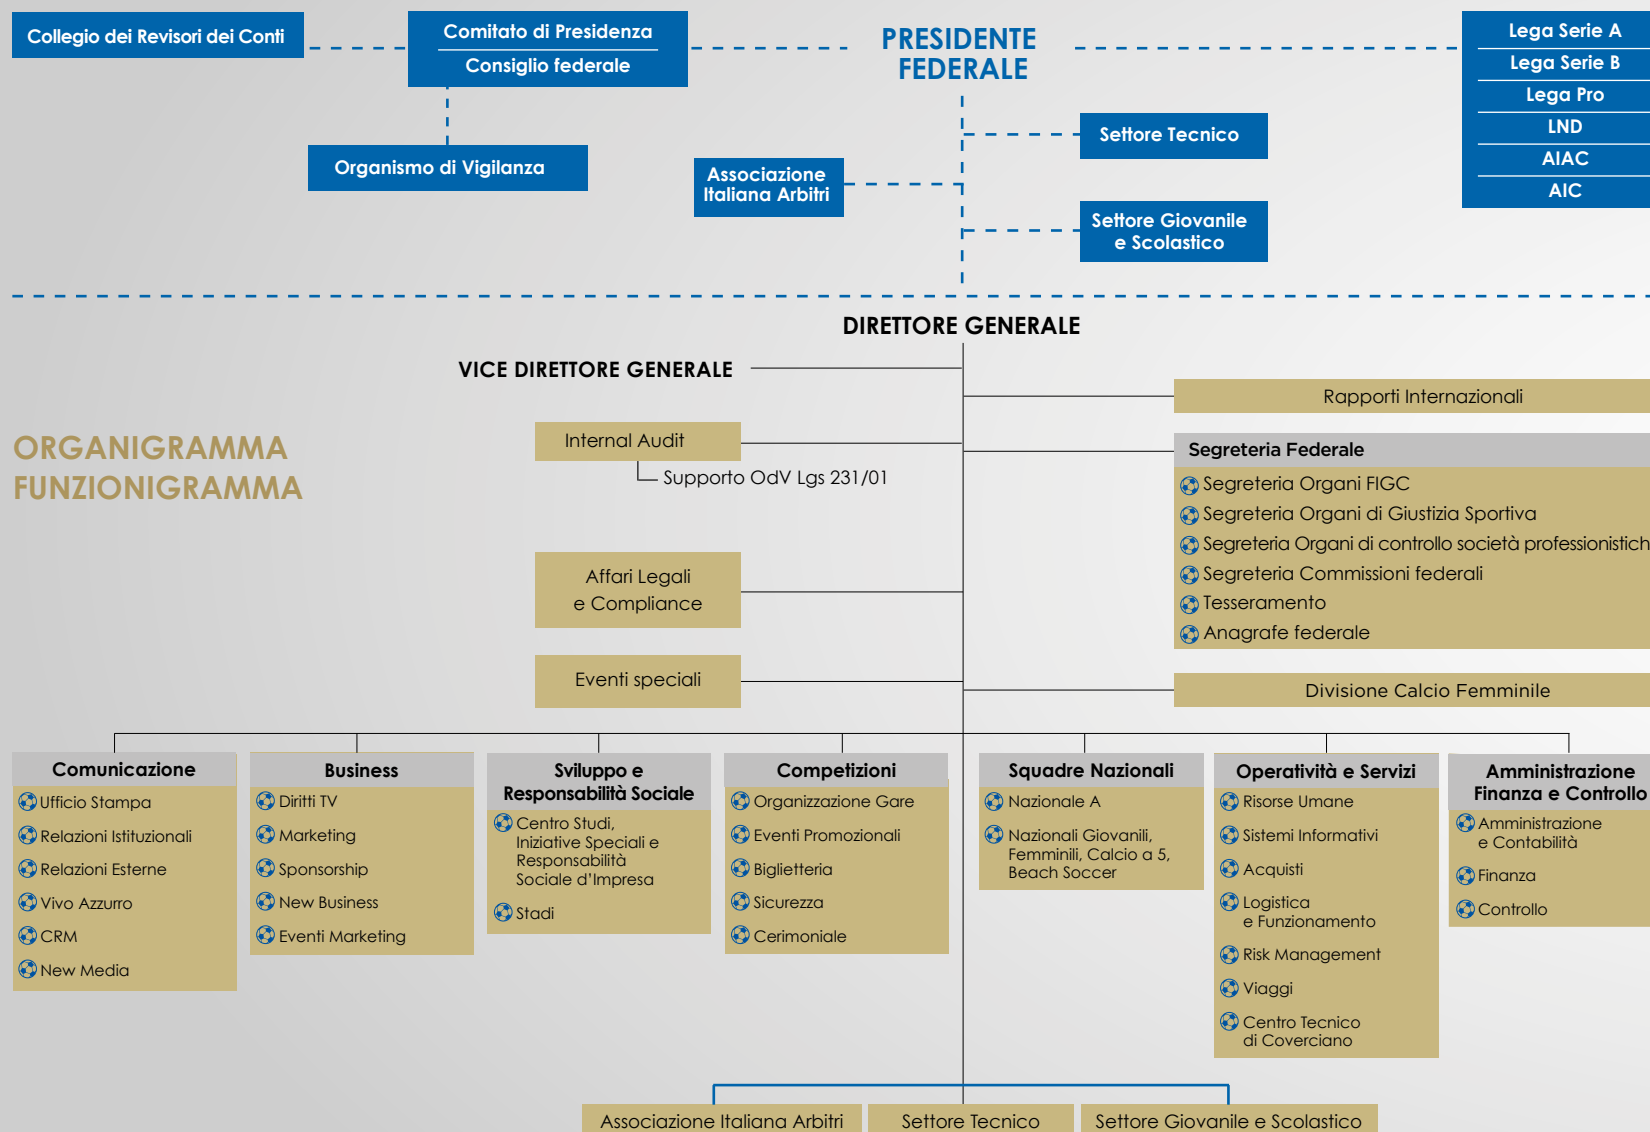 Collegio dei Revisori dei Conti
Comitato di Presidenza
Consiglio federale
PRESIDENTE
FEDERALE
Lega Serie A
Lega Serie B
Lega Pro
LND
AIAC
AIC
Organismo di Vigilanza
Associazione
Italiana Arbitri
Settore Tecnico
Settore Giovanile
e Scolastico
DIRETTORE GENERALE
VICE DIRETTORE GENERALE
ORGANIGRAMMA
FUNZIONIGRAMMA
Internal Audit
Supporto OdV Lgs 231/01
Affari Legali
e Compliance
Eventi speciali
Rapporti Internazionali
Segreteria Federale
Segreteria Organi FIGC
Segreteria Organi di Giustizia Sportiva
Segreteria Organi di controllo società professionistich
Segreteria Commissioni federali
Tesseramento
Anagrafe federale
Divisione Calcio Femminile
Comunicazione
Ufficio Stampa
Relazioni Istituzionali
Relazioni Esterne
Vivo Azzurro
CRM
New Media
Business
Diritti TV
Marketing
Sponsorship
New Business
Eventi Marketing
Sviluppo e
Responsabilità Sociale
Centro Studi,
Iniziative Speciali e
Responsabilità
Sociale d'Impresa
Stadi
Competizioni
Organizzazione Gare
Eventi Promozionali
Biglietteria
Sicurezza
Cerimoniale
Squadre Nazionali
Nazionale A
Nazionali Giovanili,
Femminili, Calcio a 5,
Beach Soccer
Operatività e Servizi
Risorse Umane
Sistemi Informativi
Acquisti
Logistica
e Funzionamento
Risk Management
Viaggi
Centro Tecnico
di Coverciano
Amministrazione
Finanza e Controllo
Amministrazione
e Contabilità
Finanza
Controllo
Associazione Italiana Arbitri
Settore Tecnico
Settore Giovanile e Scolastico